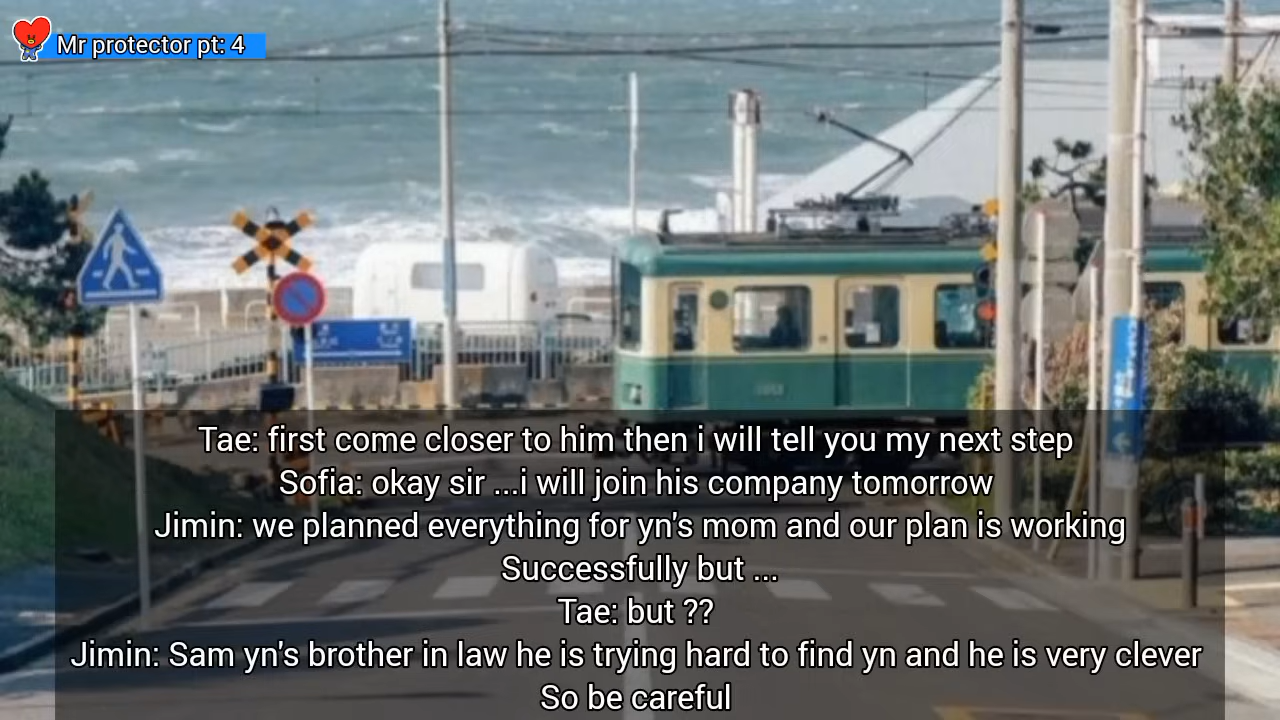 Mr protector pt: 4
Tae: first come closer to him then i will tell you my next step
Sofia: okay sir ...i will join his company tomorrow
Jimin: we planned everything for yn's mom and our plan is working
Successfully but ...
Tae: but ??
Jimin: Sam yn's brother in law he is trying hard to find yn and he is very clever
So be careful